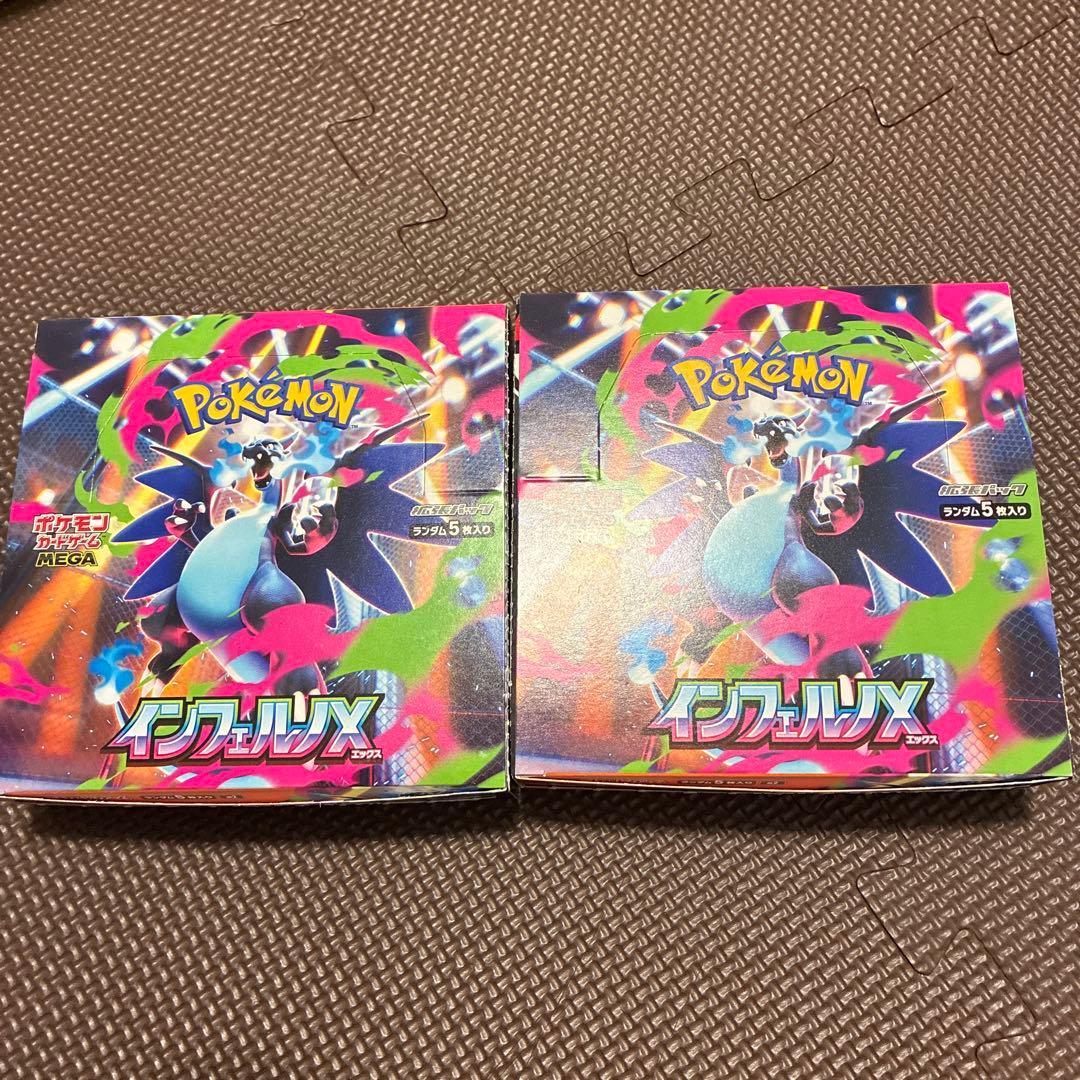 POKÉMON
TM
ポケモン
カードゲーム
MEGA
拡張パック
ランダム5枚入り
インフェルノX
エックス
POKÉMON
TM
拡張パック
ランダム5枚入り
インフェルノX
エックス